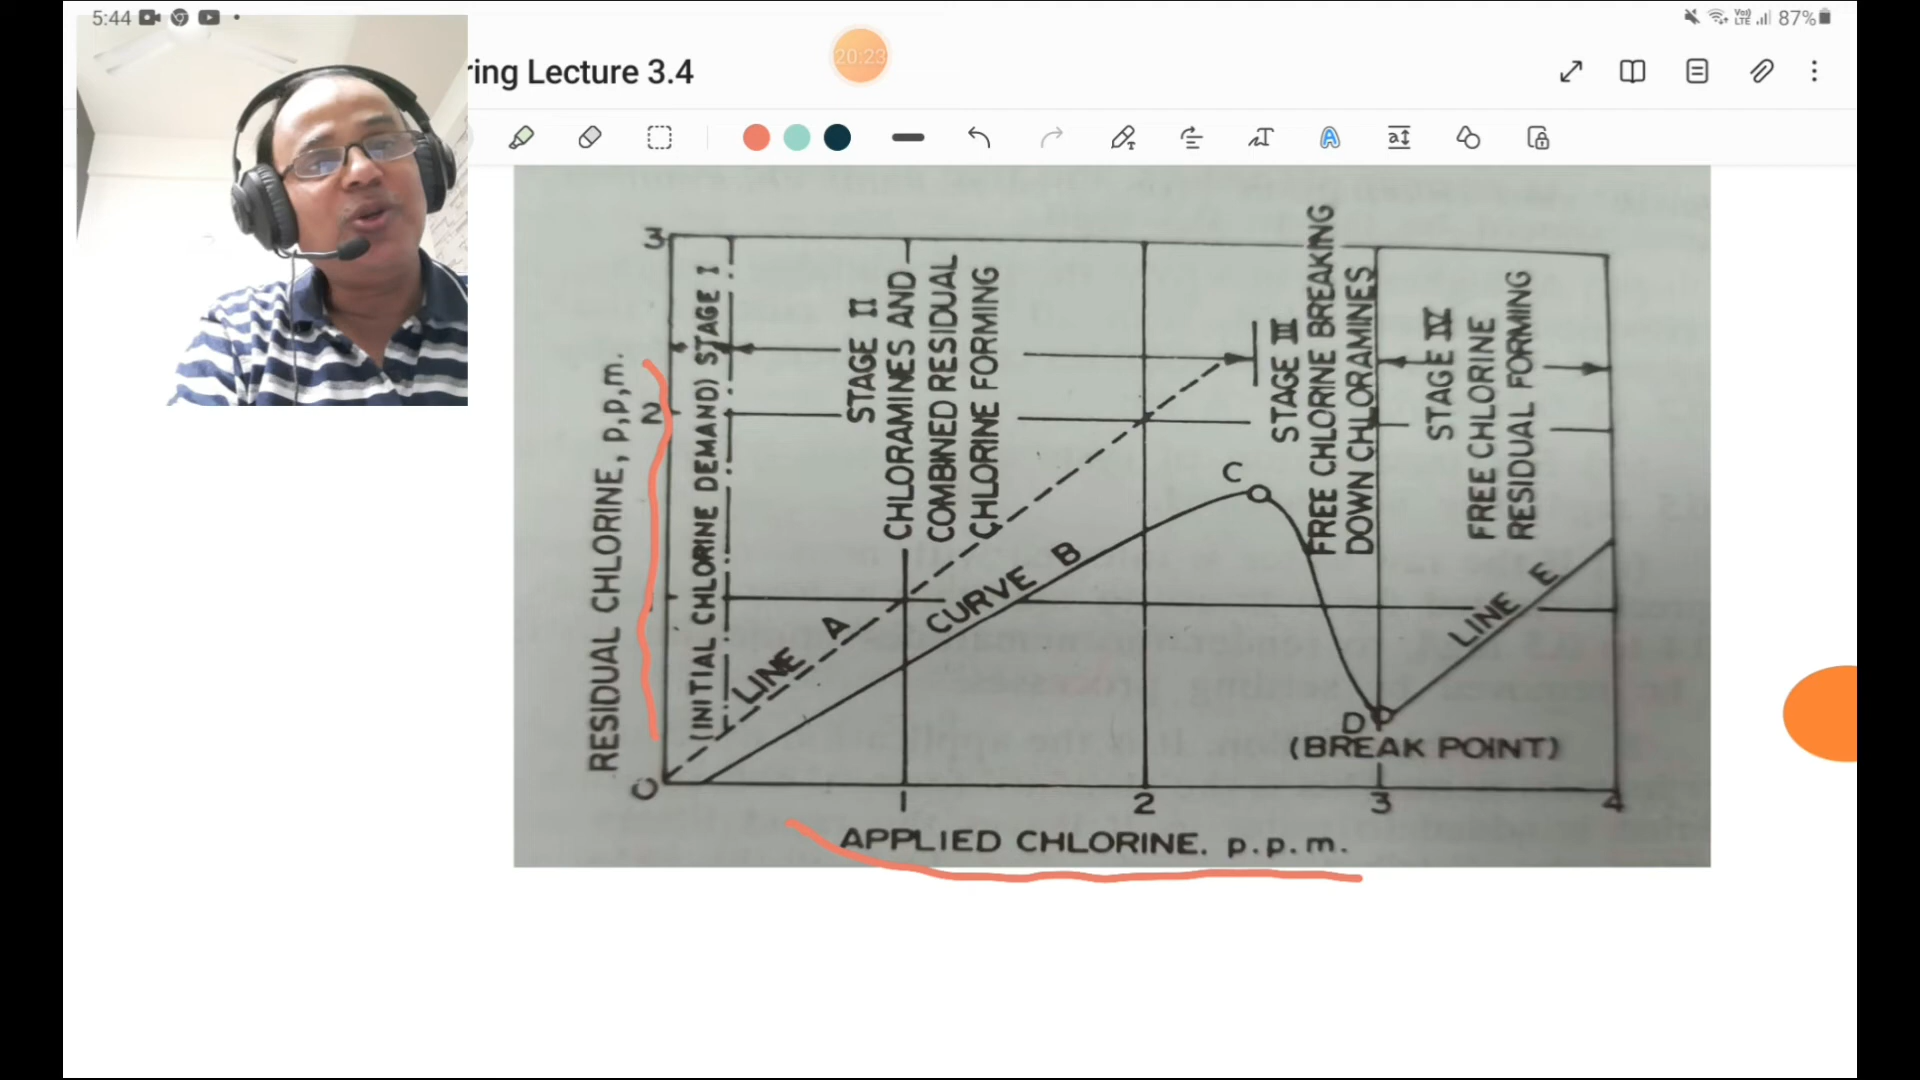 5:44
VoI) LTE 87%
ring Lecture 3.4
20:23
3
2
0
1
2
3
4
RESIDUAL CHLORINE, p,p,m.
(INITIAL CHLORINE DEMAND) STAGE I
STAGE II
CHLORAMINES AND
COMBINED RESIDUAL
CHLORINE FORMING
STAGE III
FREE CHLORINE BREAKING
DOWN CHLORAMINES
STAGE IV
FREE CHLORINE
RESIDUAL FORMING
LINE A
CURVE B
C
LINE E
D
(BREAK POINT)
APPLIED CHLORINE. p.p.m.